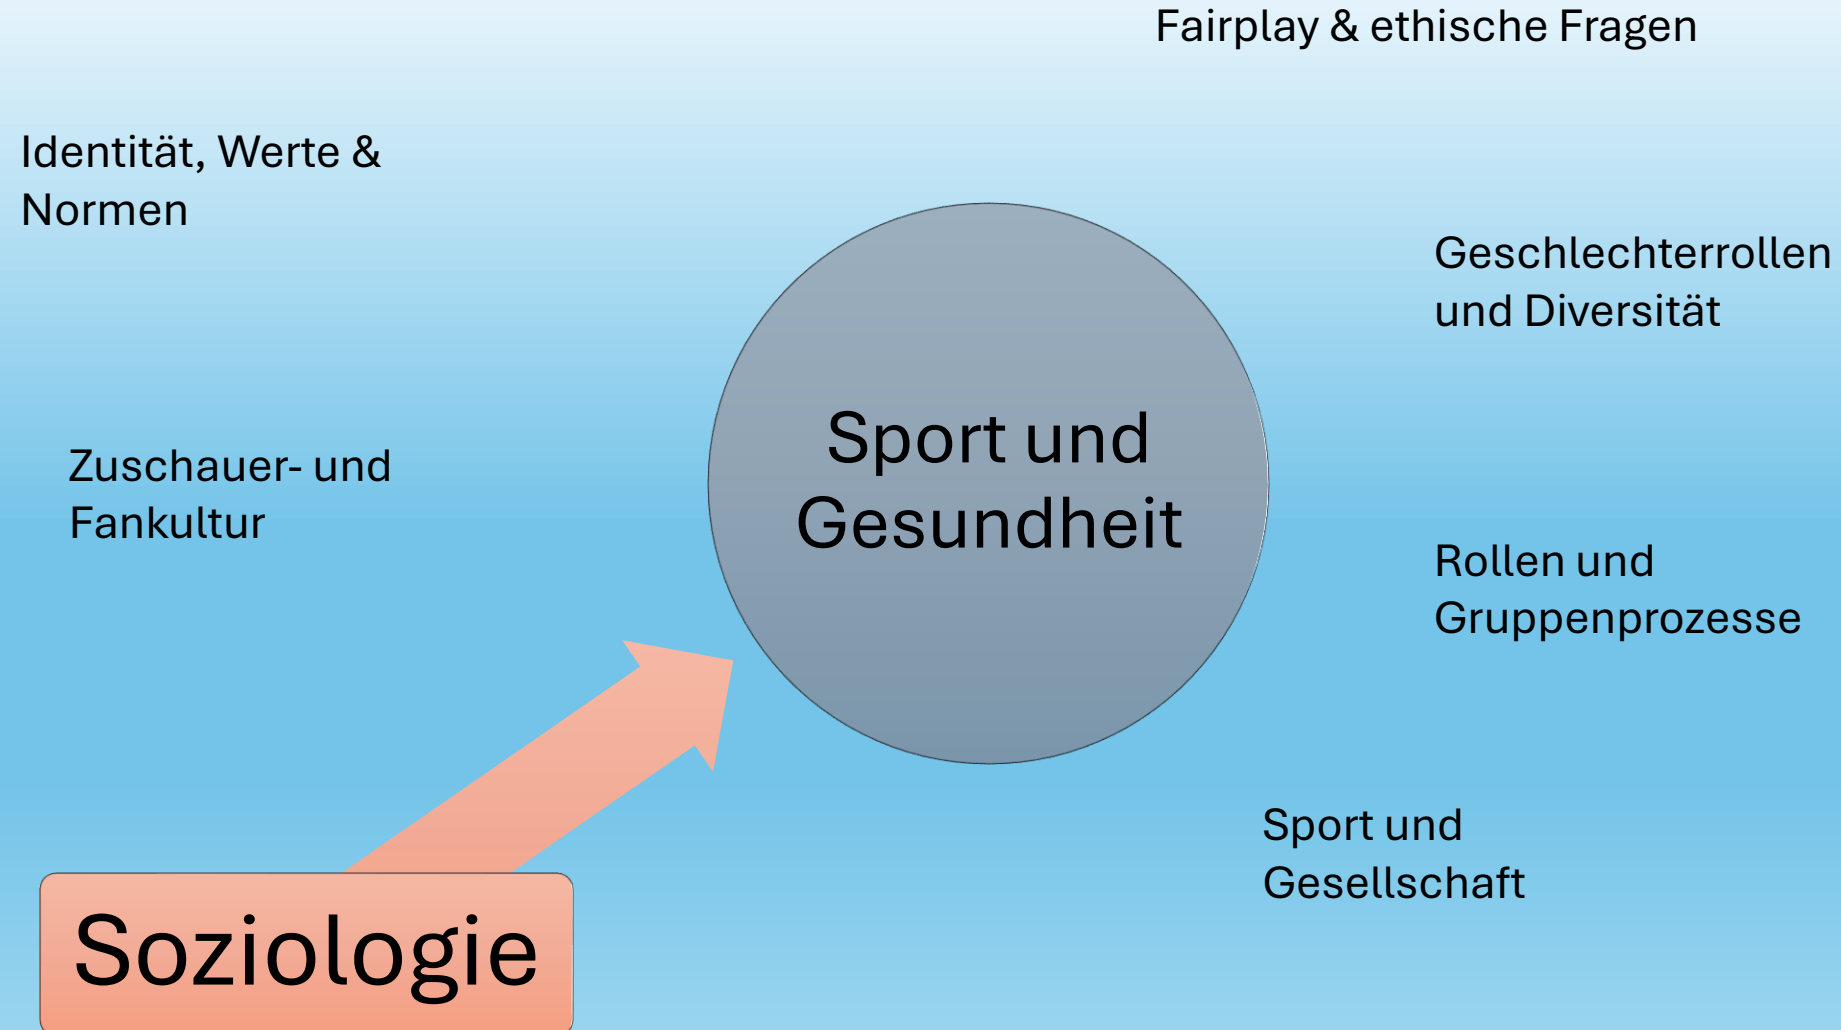 Fairplay & ethische Fragen
Identität, Werte &
Normen
Geschlechterrollen
und Diversität
Sport und
Gesundheit
Zuschauer- und
Fankultur
Rollen und
Gruppenprozesse
Sport und
Gesellschaft
Soziologie